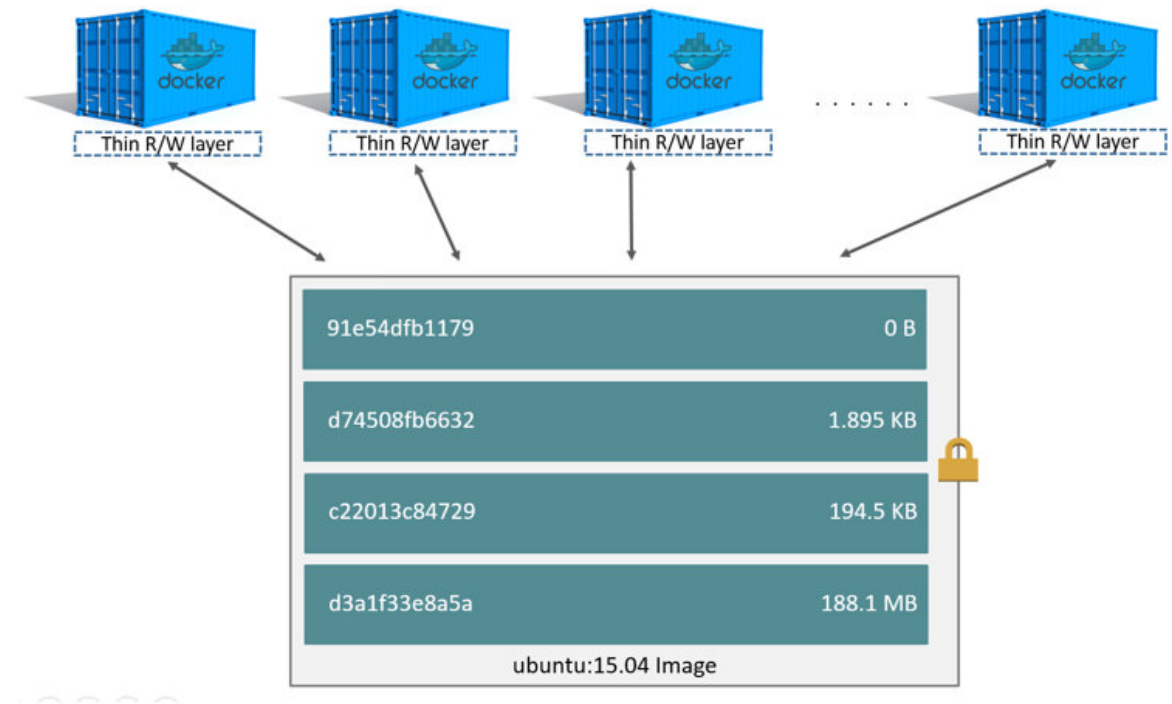 docker docker docker docker
Thin R/W layer Thin R/W layer Thin R/W layer . . . . . . Thin R/W layer
91e54dfb1179 0 B
d74508fb6632 1.895 KB
c22013c84729 194.5 KB
d3a1f33e8a5a 188.1 MB
ubuntu:15.04 Image